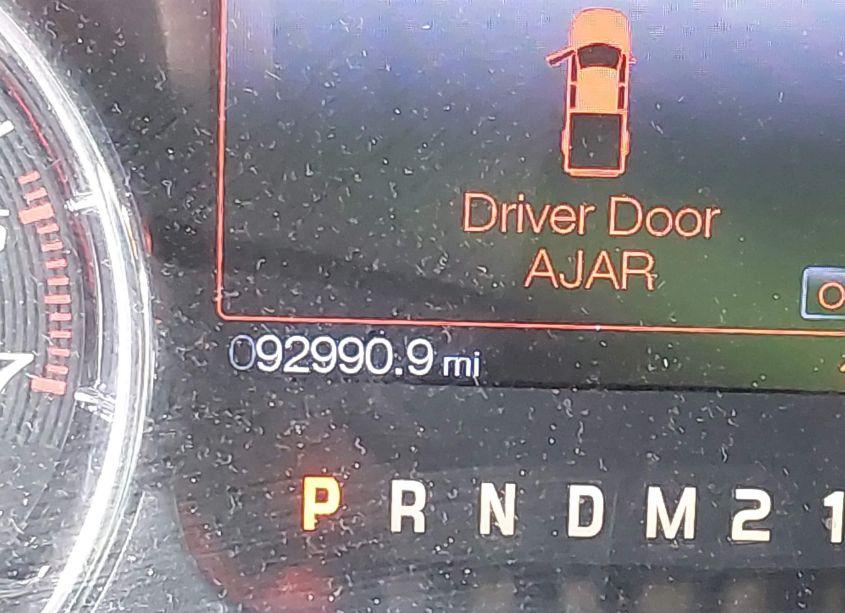 Driver Door
AJAR
092990.9 mi
P R N D M 2 1